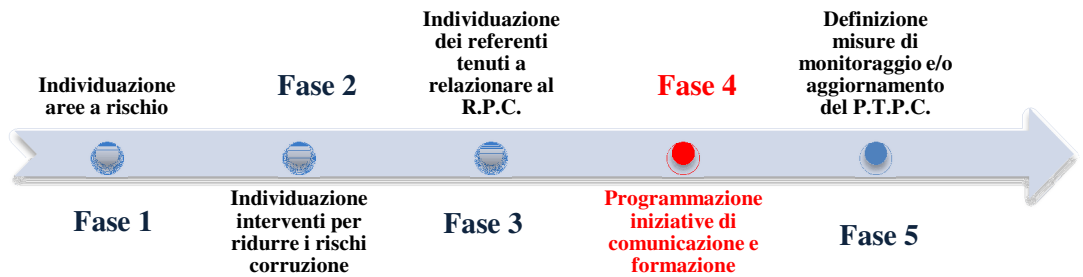 Individuazione
aree a rischio
Fase 1
Fase 2
Individuazione
interventi per
ridurre i rischi
corruzione
Individuazione
dei referenti
tenuti a
relazionare al
R.P.C.
Fase 3
Fase 4
Programmazione
iniziative di
comunicazione e
formazione
Definizione
misure di
monitoraggio e/o
aggiornamento
del P.T.P.C.
Fase 5